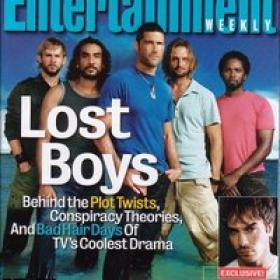 Entertainment
WEEKLY
Lost
Boys
Behind the Plot Twists,
Conspiracy Theories,
And Bad Hair Days Of
TV's Coolest Drama
EXCLUSIVE!